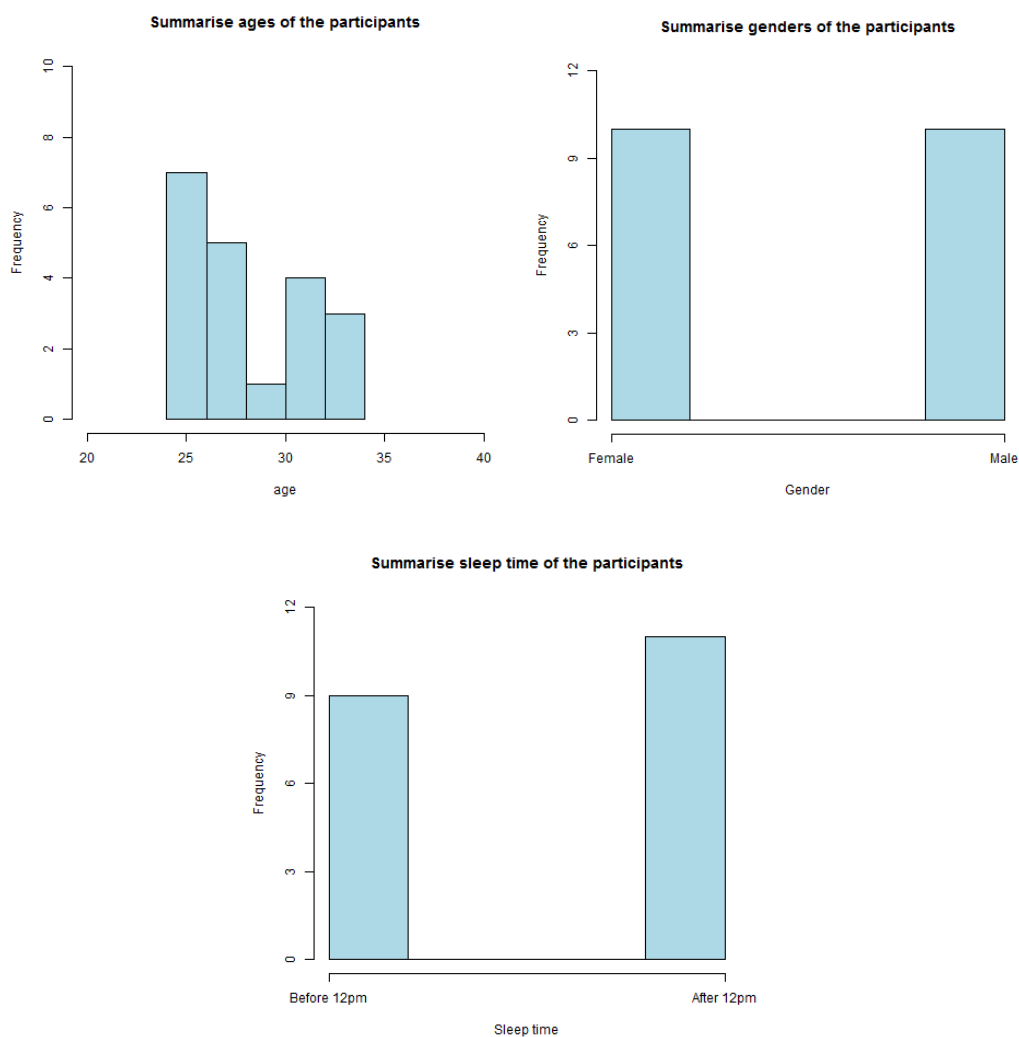 Summarise ages of the participants
10
8
6
4
2
0
Frequency
20 25 30 35 40
age
Summarise genders of the participants
12
9
6
3
0
Frequency
Female Male
Gender
Summarise sleep time of the participants
12
9
6
3
0
Frequency
Before 12pm After 12pm
Sleep time